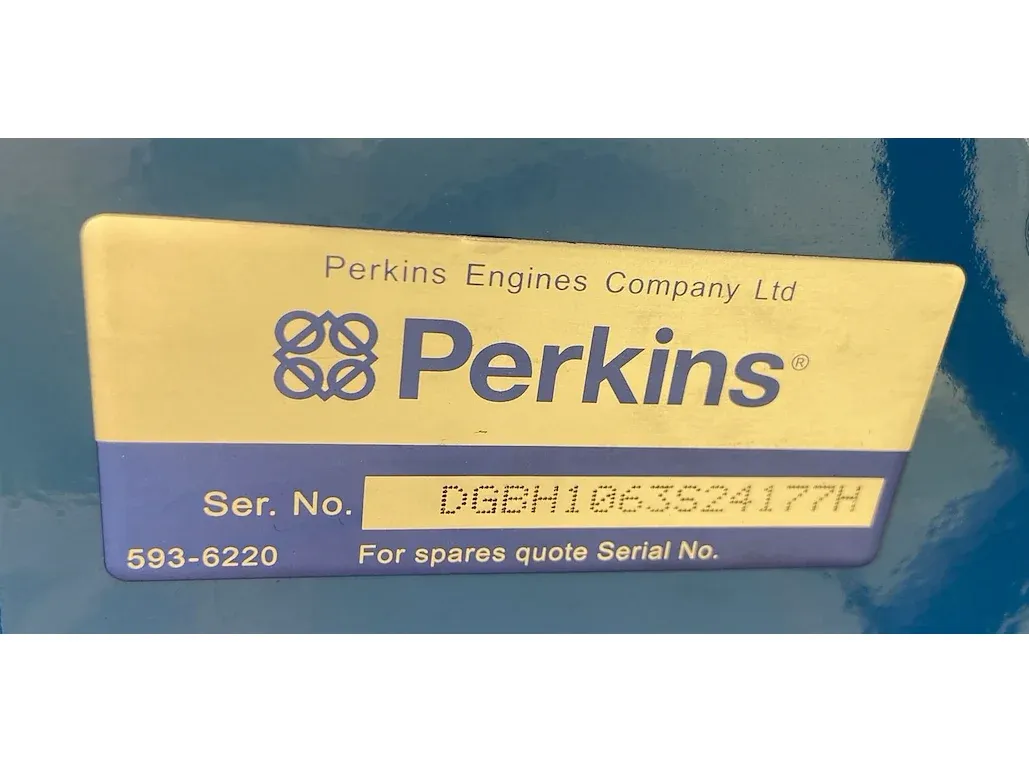 Perkins Engines Company Ltd
Perkins®
Ser. No. DGBH1063S24177H
593-6220 For spares quote Serial No.